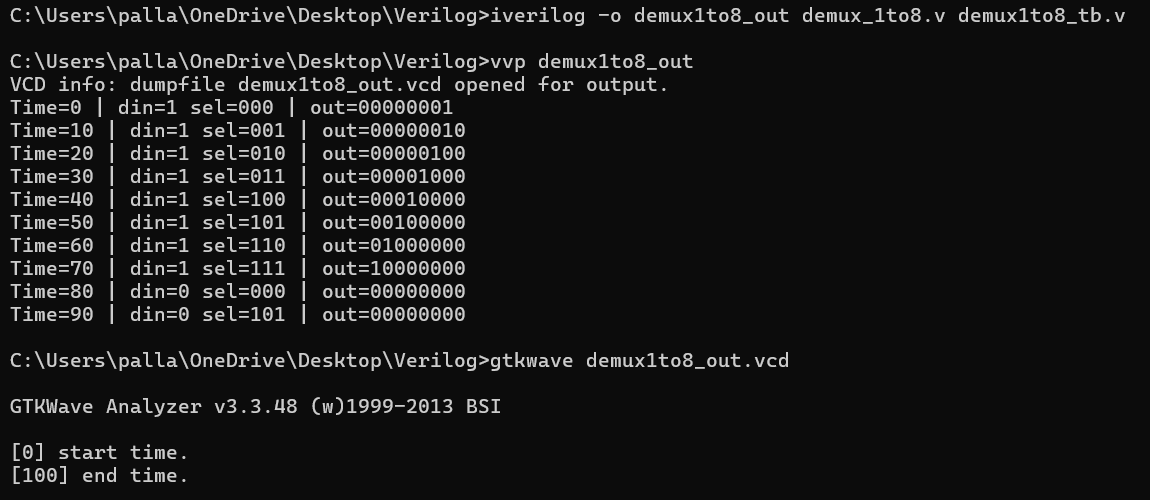 C:\Users\palla\OneDrive\Desktop\Verilog>iverilog -o demux1to8_out demux_1to8.v demux1to8_tb.v
C:\Users\palla\OneDrive\Desktop\Verilog>vvp demux1to8_out
VCD info: dumpfile demux1to8_out.vcd opened for output.
Time=0 | din=1 sel=000 | out=00000001
Time=10 | din=1 sel=001 | out=00000010
Time=20 | din=1 sel=010 | out=00000100
Time=30 | din=1 sel=011 | out=00001000
Time=40 | din=1 sel=100 | out=00010000
Time=50 | din=1 sel=101 | out=00100000
Time=60 | din=1 sel=110 | out=01000000
Time=70 | din=1 sel=111 | out=10000000
Time=80 | din=0 sel=000 | out=00000000
Time=90 | din=0 sel=101 | out=00000000
C:\Users\palla\OneDrive\Desktop\Verilog>gtkwave demux1to8_out.vcd
GTKWave Analyzer v3.3.48 (w)1999-2013 BSI
[0] start time.
[100] end time.